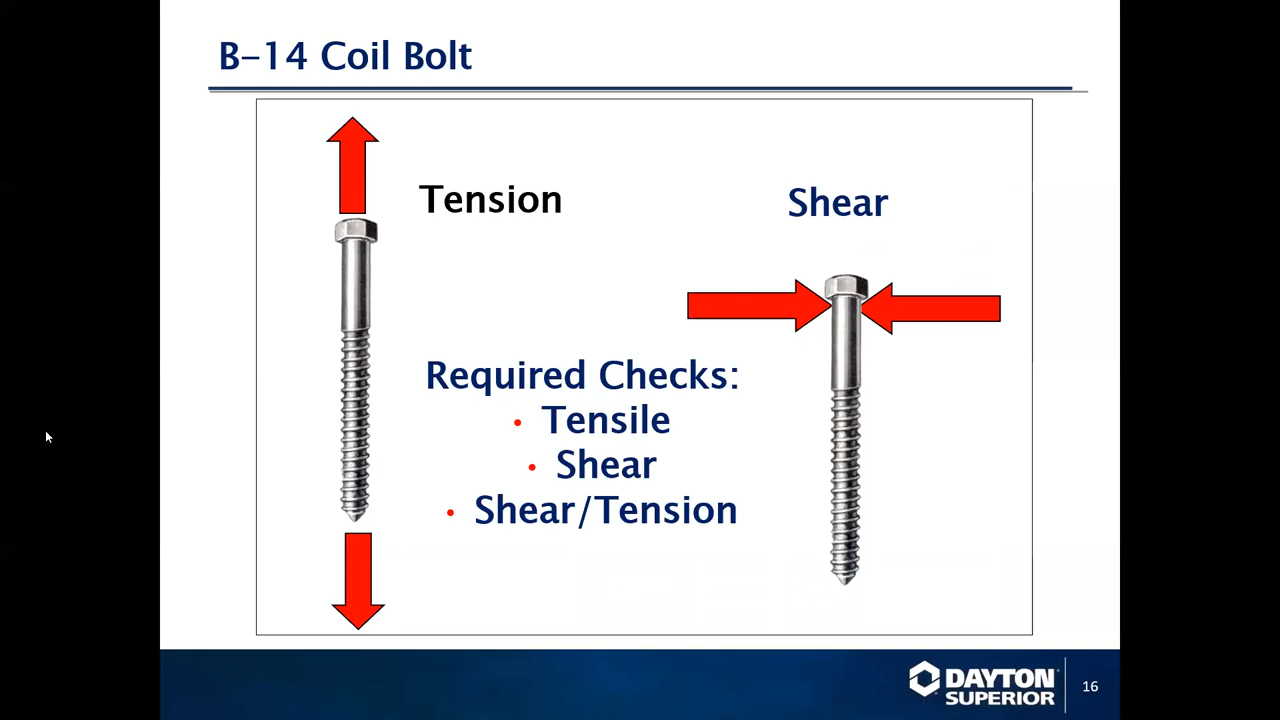 B-14 Coil Bolt
Tension
Shear
Required Checks:
• Tensile
• Shear
• Shear/Tension
DAYTON
SUPERIOR
16